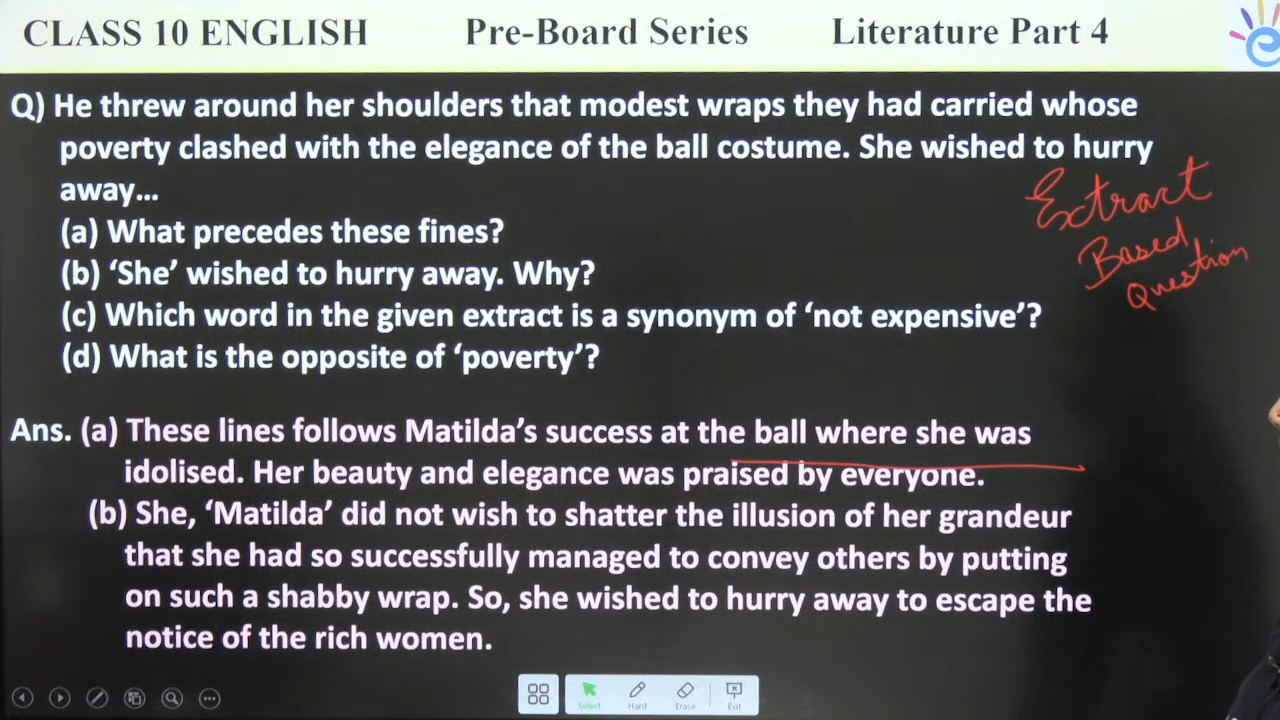 CLASS 10 ENGLISH Pre-Board Series Literature Part 4
Q) He threw around her shoulders that modest wraps they had carried whose
poverty clashed with the elegance of the ball costume. She wished to hurry
away...
(a) What precedes these fines?
(b) ‘She’ wished to hurry away. Why?
(c) Which word in the given extract is a synonym of ‘not expensive’?
(d) What is the opposite of ‘poverty’?
Extract
Based
Question
Ans. (a) These lines follows Matilda’s success at the ball where she was
idolised. Her beauty and elegance was praised by everyone.
(b) She, ‘Matilda’ did not wish to shatter the illusion of her grandeur
that she had so successfully managed to convey others by putting
on such a shabby wrap. So, she wished to hurry away to escape the
notice of the rich women.
Select Hard Erase Exit